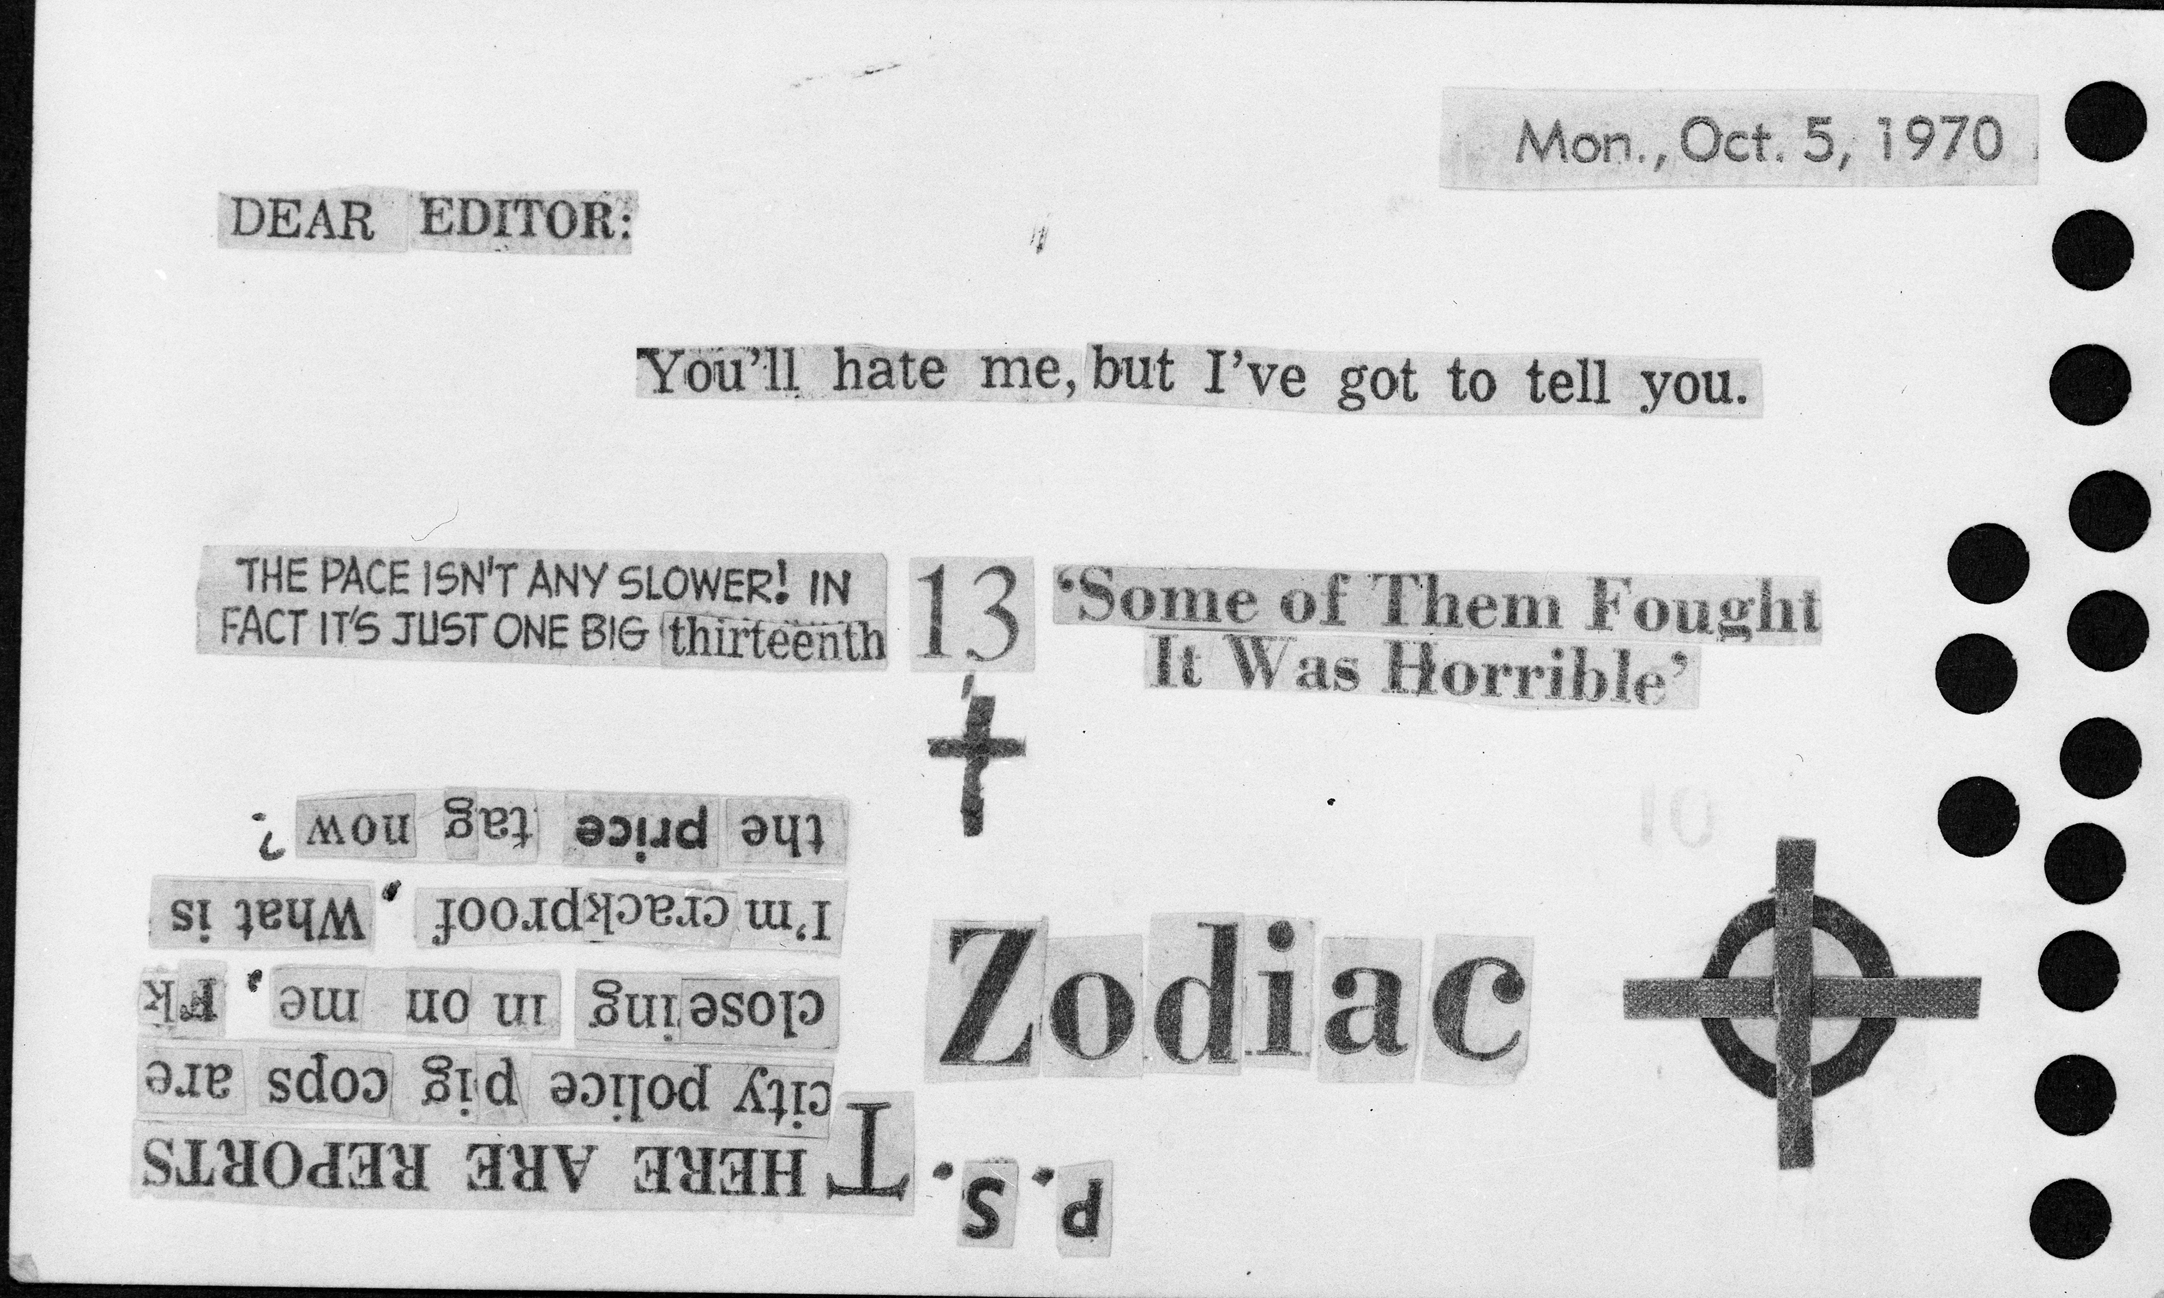 Mon., Oct. 5, 1970
DEAR EDITOR:
You'll hate me, but I've got to tell you.
THE PACE ISN'T ANY SLOWER! IN
FACT IT'S JUST ONE BIG thirteenth
13
'Some of Them Fought
It Was Horrible'
Zodiac
P.S.
THERE ARE REPORTS
city police pig cops are
closeing in on me. Fk
I'm crackproof. What is
the price tag now?